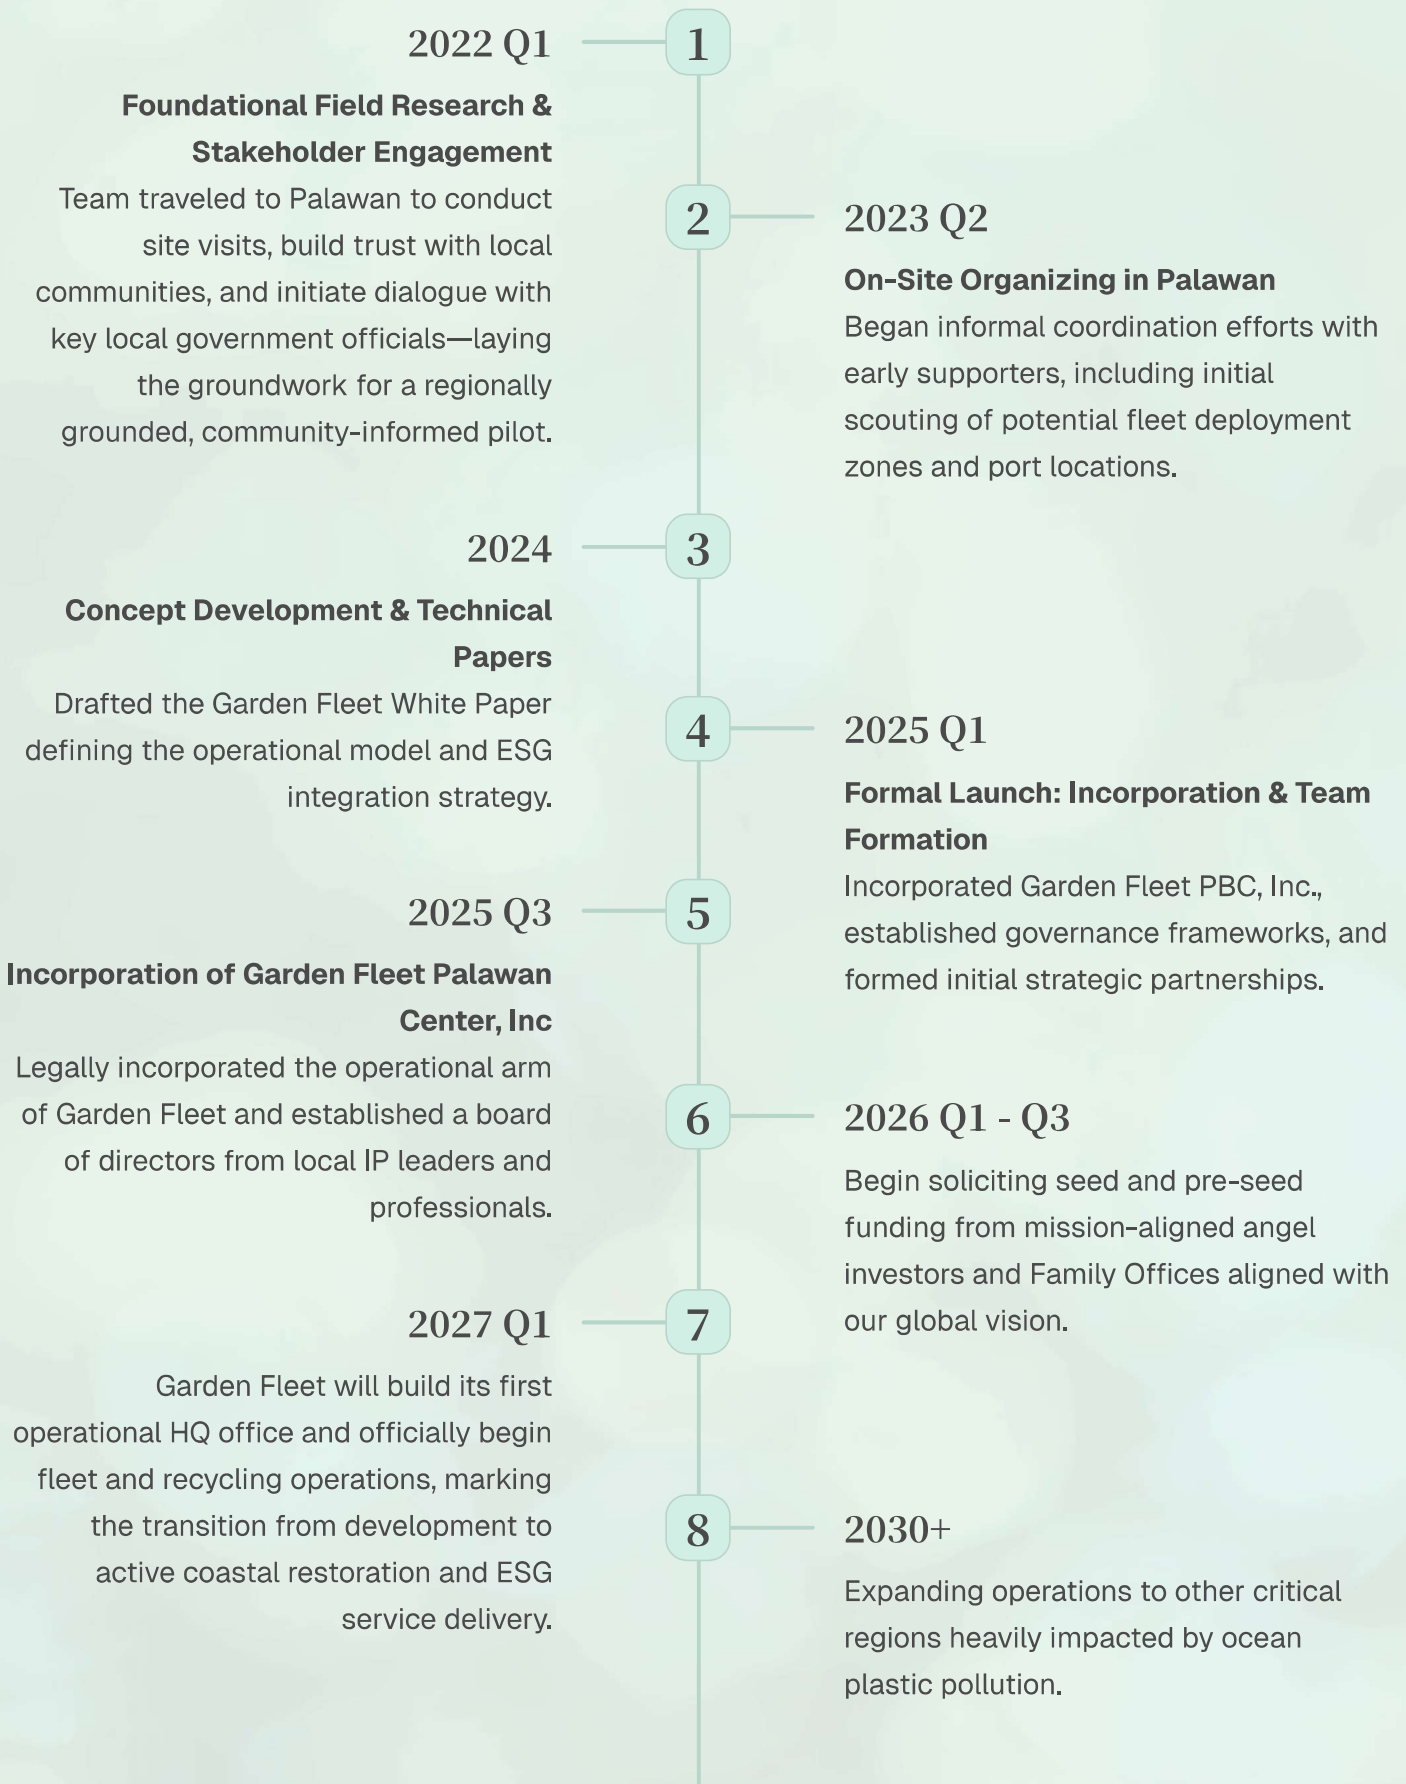 1
2022 Q1
Foundational Field Research &
Stakeholder Engagement
Team traveled to Palawan to conduct
site visits, build trust with local
communities, and initiate dialogue with
key local government officials—laying
the groundwork for a regionally
grounded, community-informed pilot.
2
2023 Q2
On-Site Organizing in Palawan
Began informal coordination efforts with
early supporters, including initial
scouting of potential fleet deployment
zones and port locations.
3
2024
Concept Development & Technical
Papers
Drafted the Garden Fleet White Paper
defining the operational model and ESG
integration strategy.
4
2025 Q1
Formal Launch: Incorporation & Team
Formation
Incorporated Garden Fleet PBC, Inc.,
established governance frameworks, and
formed initial strategic partnerships.
5
2025 Q3
Incorporation of Garden Fleet Palawan
Center, Inc
Legally incorporated the operational arm
of Garden Fleet and established a board
of directors from local IP leaders and
professionals.
6
2026 Q1 - Q3
Begin soliciting seed and pre-seed
funding from mission-aligned angel
investors and Family Offices aligned with
our global vision.
7
2027 Q1
Garden Fleet will build its first
operational HQ office and officially begin
fleet and recycling operations, marking
the transition from development to
active coastal restoration and ESG
service delivery.
8
2030+
Expanding operations to other critical
regions heavily impacted by ocean
plastic pollution.